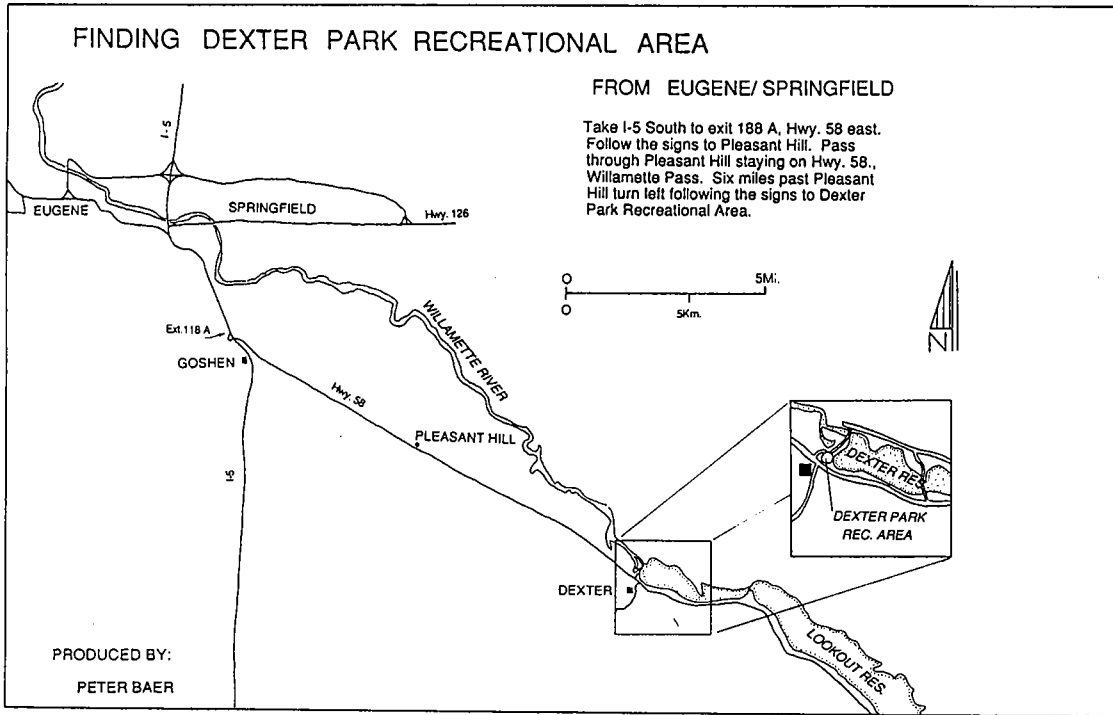 FINDING DEXTER PARK RECREATIONAL AREA
FROM EUGENE/ SPRINGFIELD
Take I-5 South to exit 188 A, Hwy. 58 east.
Follow the signs to Pleasant Hill. Pass
through Pleasant Hill staying on Hwy. 58.,
Willamette Pass. Six miles past Pleasant
Hill turn left following the signs to Dexter
Park Recreational Area.
I-5
EUGENE
SPRINGFIELD
Hwy. 126
O
5Mi.
O
5Km.
N
WILLAMETTE RIVER
Ext.118 A
GOSHEN
Hwy. 58
PLEASANT HILL
I-5
DEXTER RES.
DEXTER PARK
REC. AREA
DEXTER
LOOKOUT RES.
PRODUCED BY:
PETER BAER